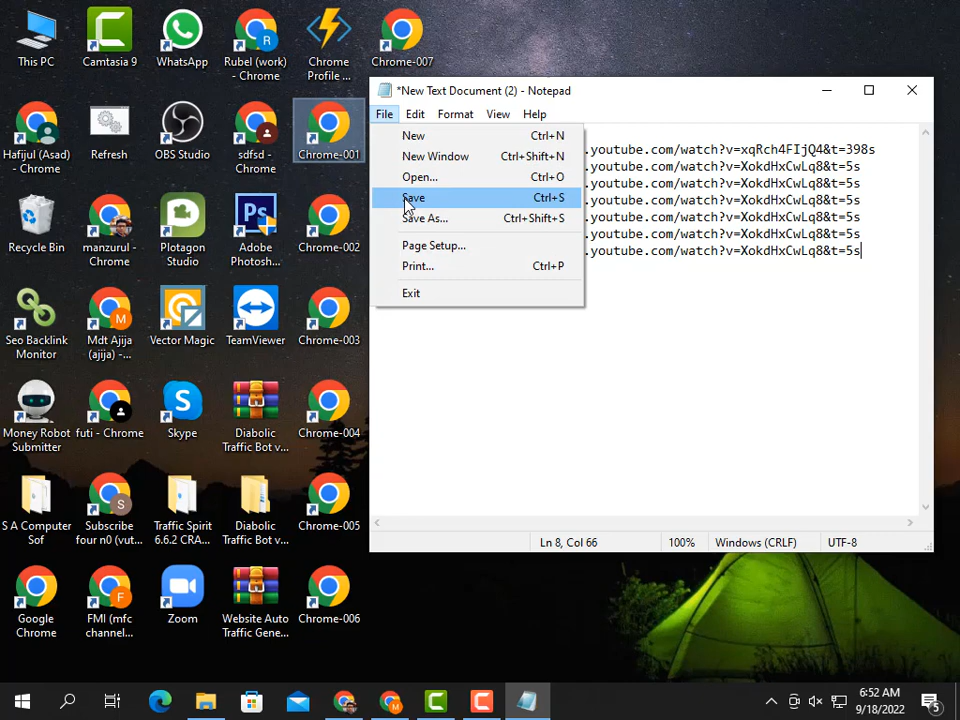 This PC
Camtasia 9
WhatsApp
Rubel (work)
- Chrome
Chrome
Profile ...
Chrome-007
Hafijul (Asad)
- Chrome
Refresh
OBS Studio
sdfsd -
Chrome
Chrome-001
Recycle Bin
manzurul -
Chrome
Plotagon
Studio
Adobe
Photosh...
Chrome-002
Seo Backlink
Monitor
Mdt Ajija
(ajija) -...
Vector Magic
TeamViewer
Chrome-003
Money Robot
Submitter
futi - Chrome
Skype
Diabolic
Traffic Bot v...
Chrome-004
S A Computer
Sof
Subscribe
four n0 (vut...
Traffic Spirit
6.6.2 CRA...
Diabolic
Traffic Bot v...
Chrome-005
Google
Chrome
FMI (mfc
channel...
Zoom
Website Auto
Traffic Gene...
Chrome-006
*New Text Document (2) - Notepad
File Edit Format View Help
New Ctrl+N
New Window Ctrl+Shift+N
Open... Ctrl+O
Save Ctrl+S
Save As... Ctrl+Shift+S
Page Setup...
Print... Ctrl+P
Exit
.youtube.com/watch?v=xqRch4FIjQ4&t=398s
.youtube.com/watch?v=XokdHxCwLq8&t=5s
.youtube.com/watch?v=XokdHxCwLq8&t=5s
.youtube.com/watch?v=XokdHxCwLq8&t=5s
.youtube.com/watch?v=XokdHxCwLq8&t=5s
.youtube.com/watch?v=XokdHxCwLq8&t=5s
.youtube.com/watch?v=XokdHxCwLq8&t=5s
Ln 8, Col 66 100% Windows (CRLF) UTF-8
6:52 AM
9/18/2022
5